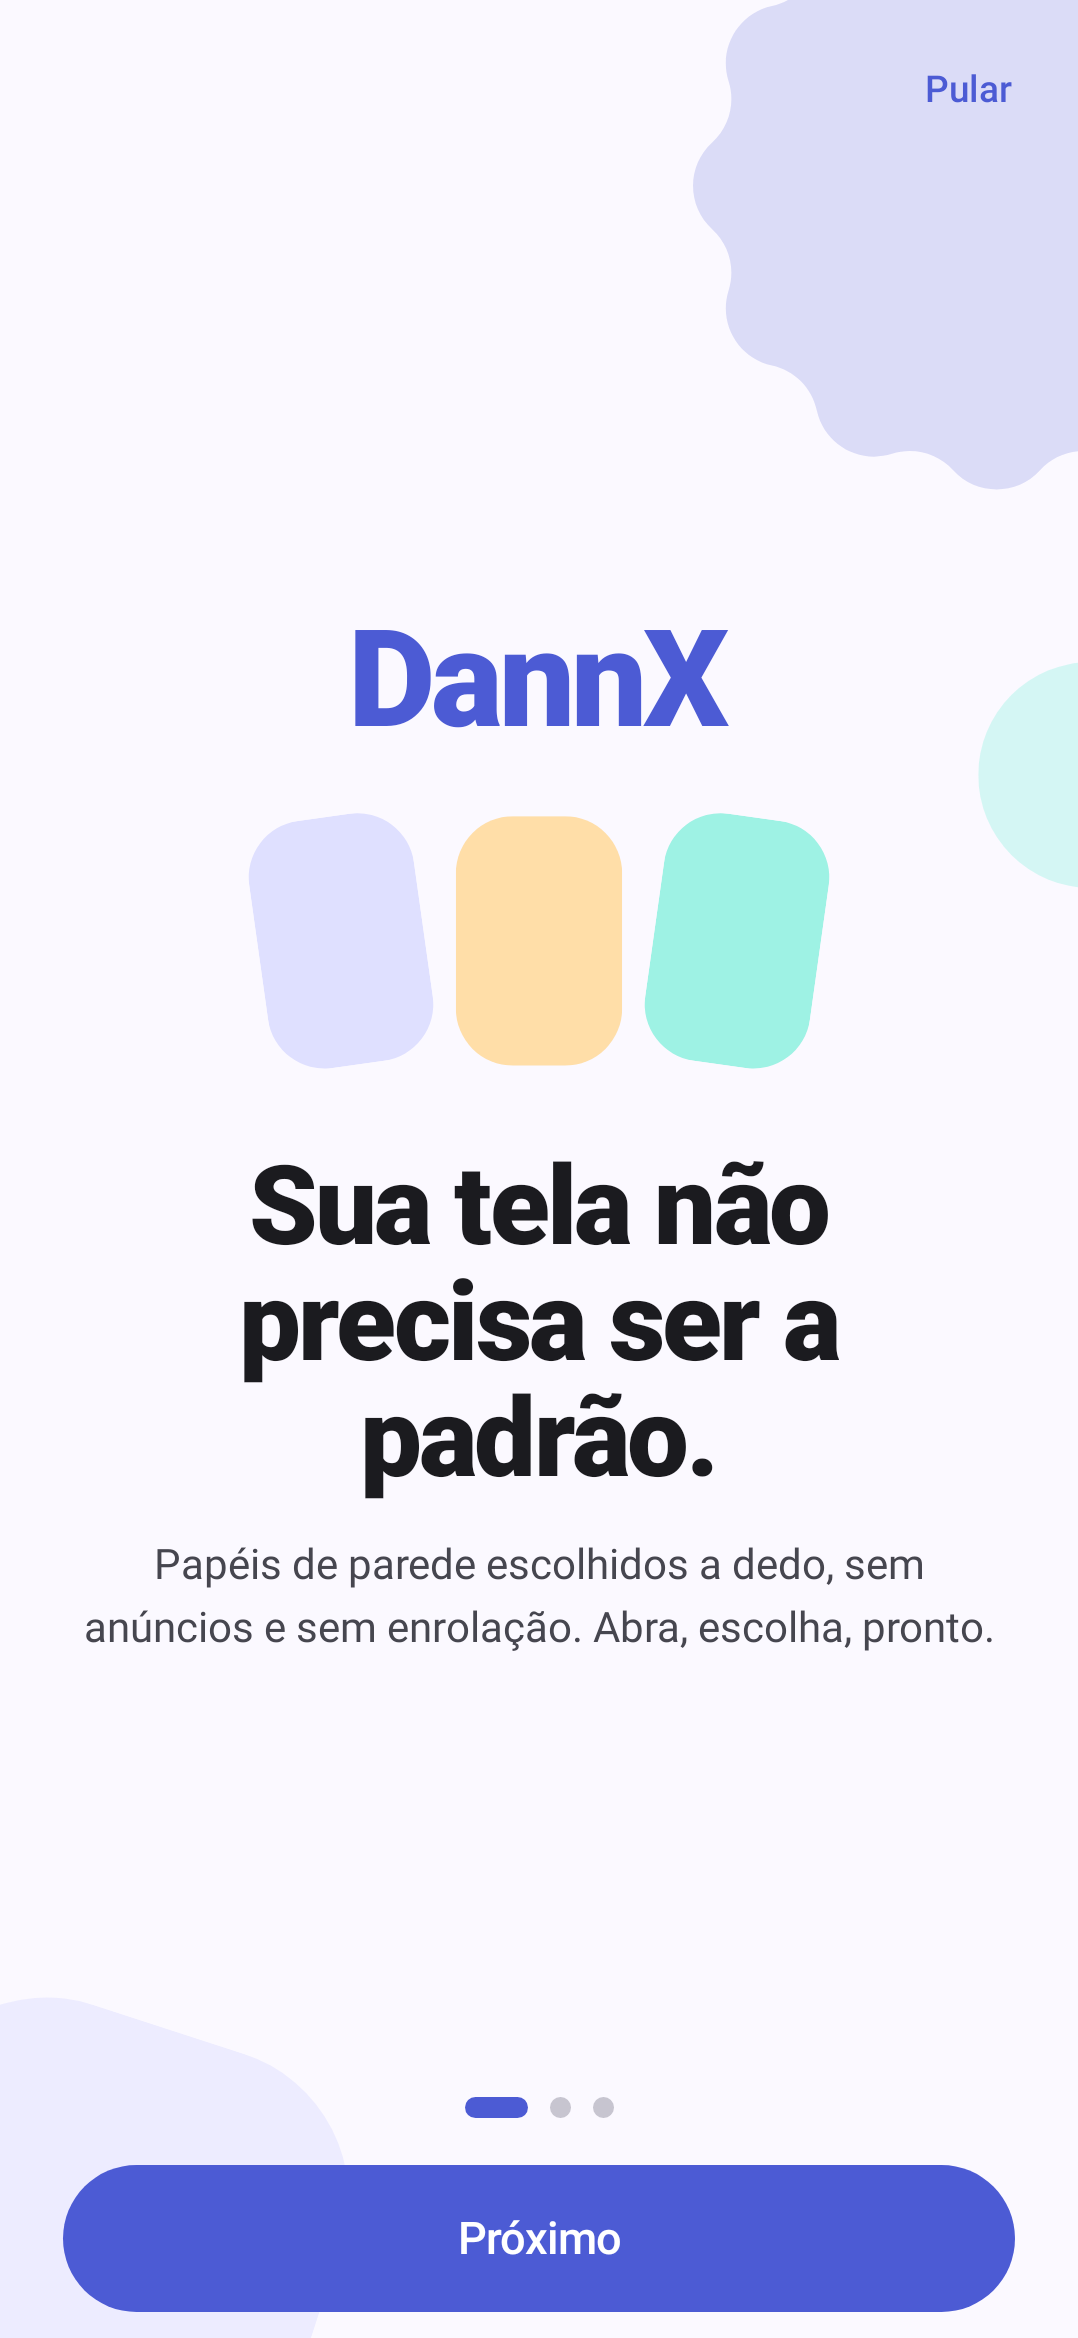 Pular
DannX
Sua tela não
precisa ser a
padrão.
Papéis de parede escolhidos a dedo, sem
anúncios e sem enrolação. Abra, escolha, pronto.
Próximo